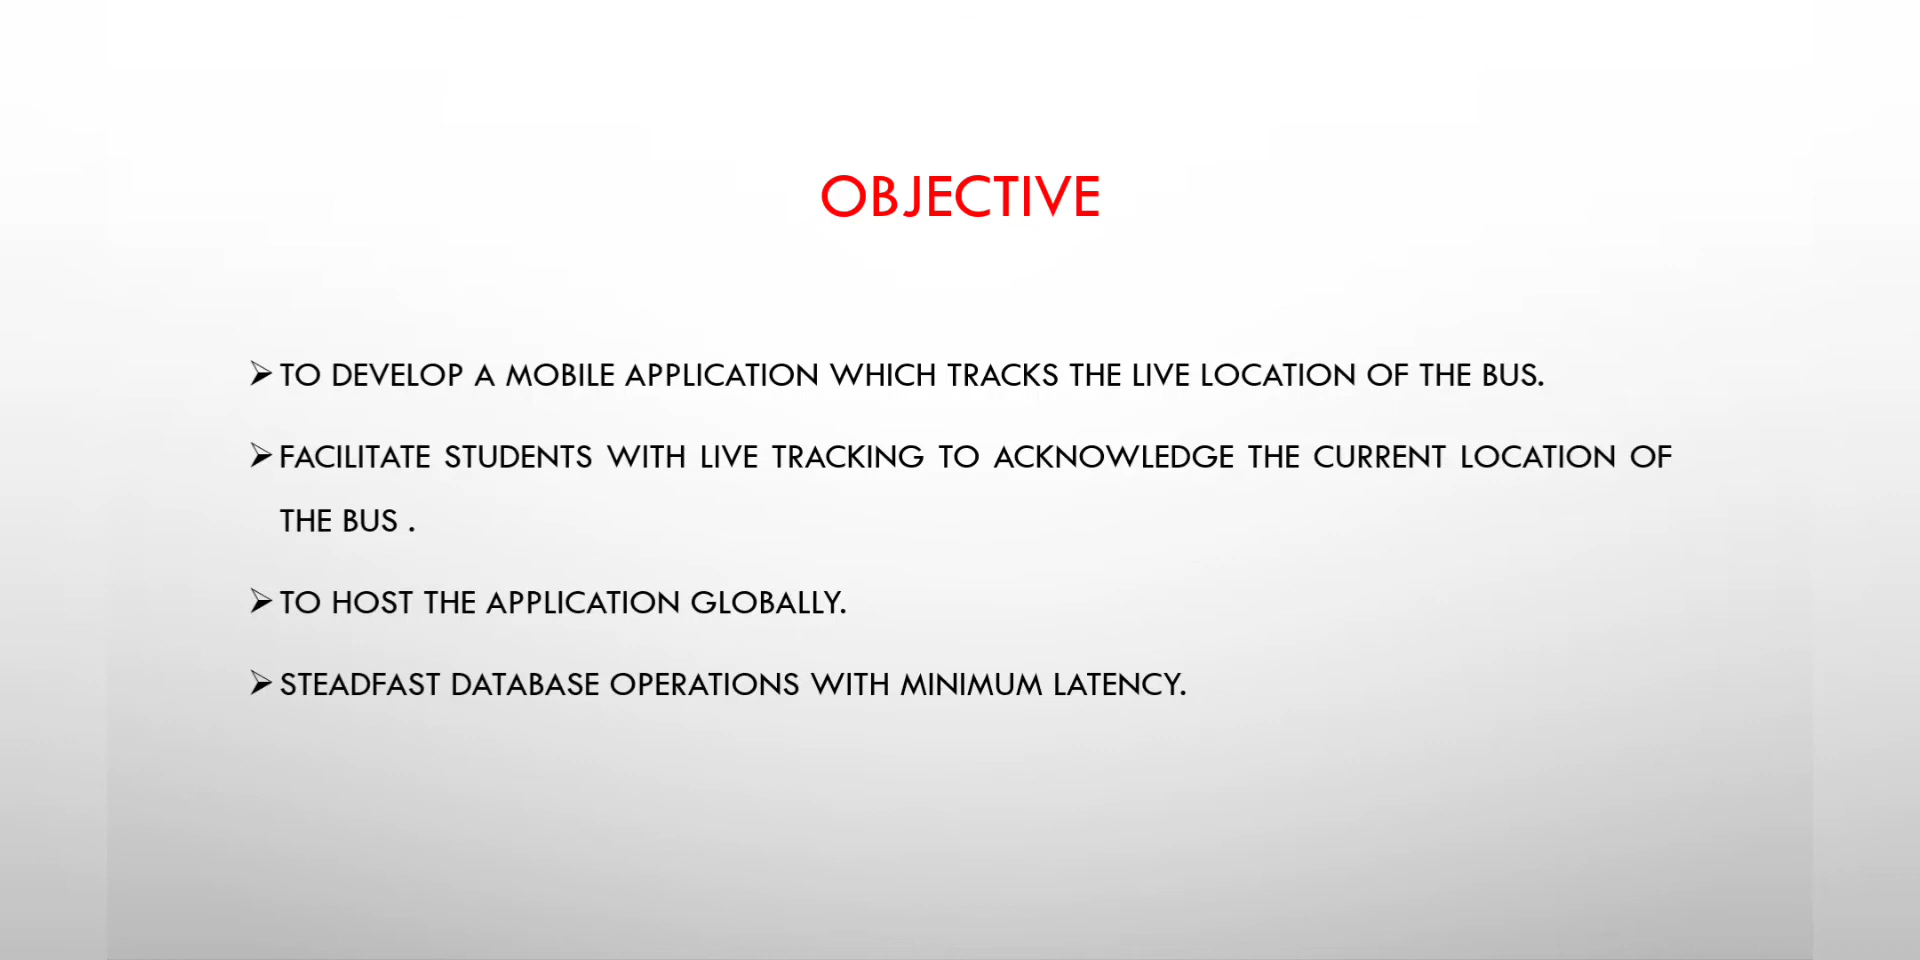 OBJECTIVE
➢ TO DEVELOP A MOBILE APPLICATION WHICH TRACKS THE LIVE LOCATION OF THE BUS.
➢ FACILITATE STUDENTS WITH LIVE TRACKING TO ACKNOWLEDGE THE CURRENT LOCATION OF
THE BUS .
➢ TO HOST THE APPLICATION GLOBALLY.
➢ STEADFAST DATABASE OPERATIONS WITH MINIMUM LATENCY.